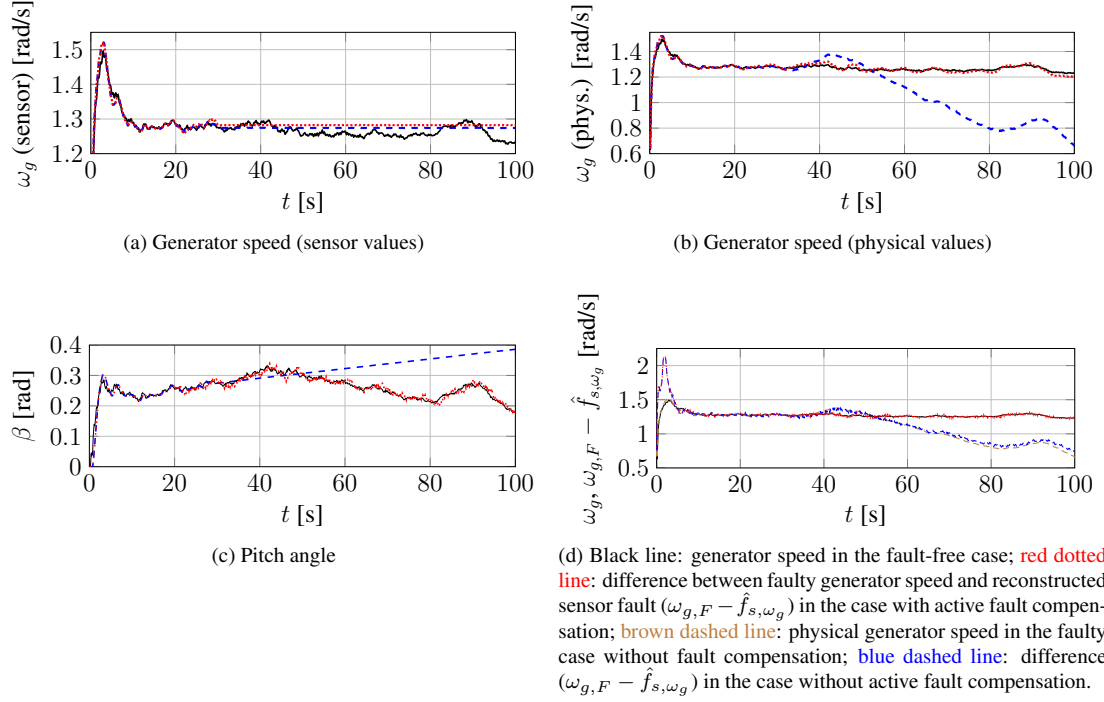 ω_g (sensor) [rad/s]
1.5
1.4
1.3
1.2
0 20 40 60 80 100
t [s]
(a) Generator speed (sensor values)
ω_g (phys.) [rad/s]
1.4
1.2
1
0.8
0.6
0 20 40 60 80 100
t [s]
(b) Generator speed (physical values)
β [rad]
0.4
0.3
0.2
0.1
0
0 20 40 60 80 100
t [s]
(c) Pitch angle
ω_g, ω_{g,F} − f̂_{s,ω_g} [rad/s]
2
1.5
1
0.5
0 20 40 60 80 100
t [s]
(d) Black line: generator speed in the fault-free case; red dotted
line: difference between faulty generator speed and reconstructed
sensor fault (ω_{g,F} − f̂_{s,ω_g}) in the case with active fault compen-
sation; brown dashed line: physical generator speed in the faulty
case without fault compensation; blue dashed line: difference
(ω_{g,F} − f̂_{s,ω_g}) in the case without active fault compensation.